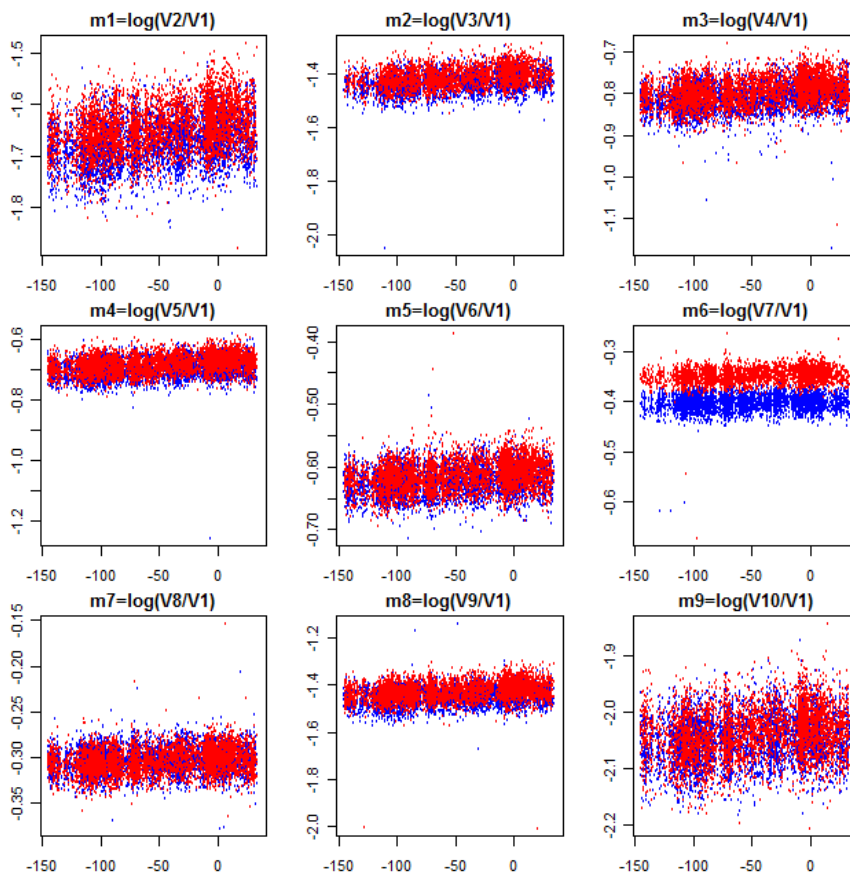 m1=log(V2/V1) m2=log(V3/V1) m3=log(V4/V1)
-1.5 -1.6 -1.7 -1.8
-1.4 -1.6 -1.8 -2.0
-0.7 -0.8 -0.9 -1.0 -1.1
-150 -100 -50 0 -150 -100 -50 0 -150 -100 -50 0
m4=log(V5/V1) m5=log(V6/V1) m6=log(V7/V1)
-0.6 -0.8 -1.0 -1.2
-0.40 -0.50 -0.60 -0.70
-0.3 -0.4 -0.5 -0.6
-150 -100 -50 0 -150 -100 -50 0 -150 -100 -50 0
m7=log(V8/V1) m8=log(V9/V1) m9=log(V10/V1)
-0.15 -0.20 -0.25 -0.30 -0.35
-1.2 -1.4 -1.6 -1.8 -2.0
-1.9 -2.0 -2.1 -2.2
-150 -100 -50 0 -150 -100 -50 0 -150 -100 -50 0